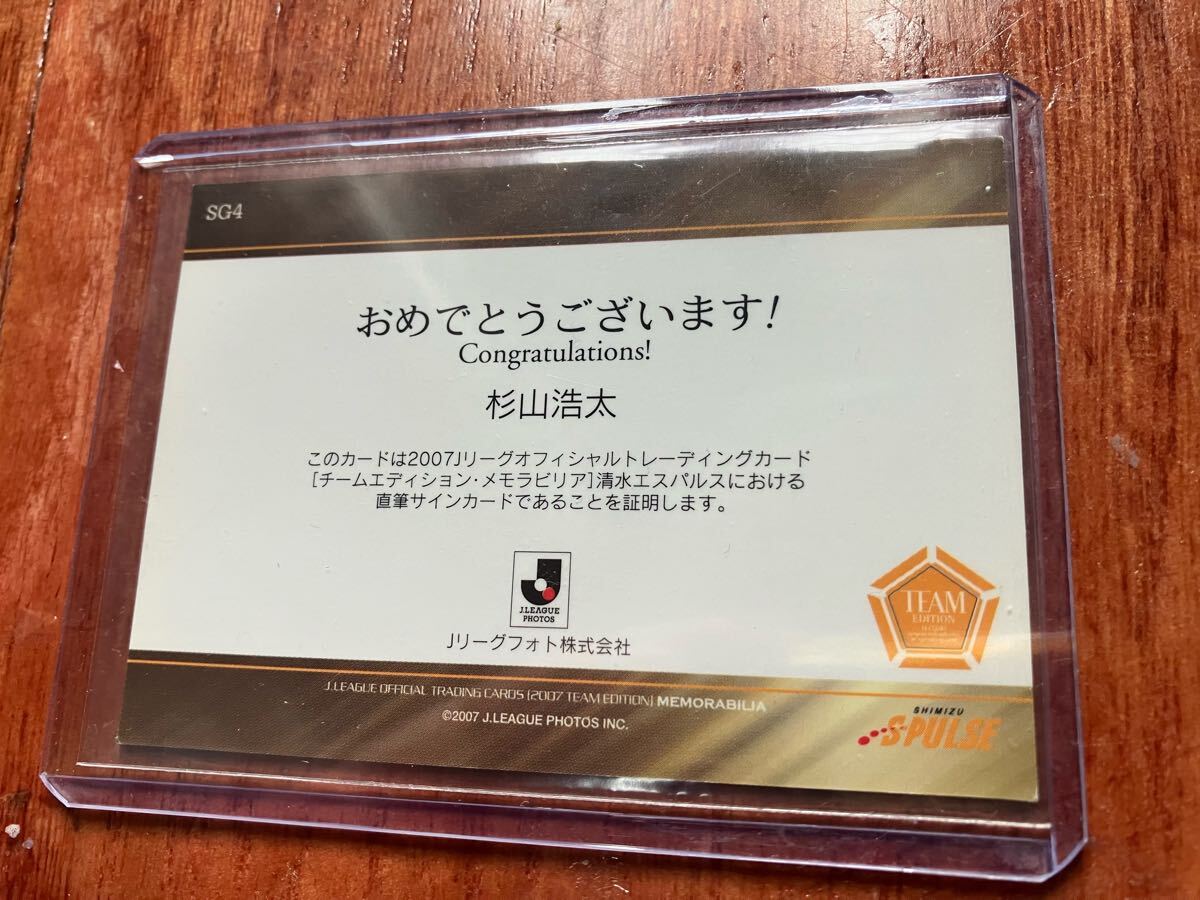 SG4
おめでとうございます!
Congratulations!
杉山浩太
このカードは2007Jリーグオフィシャルトレーディングカード
[チームエディション・メモラビリア]清水エスパルスにおける
直筆サインカードであることを証明します。
J.LEAGUE
PHOTOS
Jリーグフォト株式会社
TEAM
EDITION
J.LEAGUE OFFICIAL TRADING CARDS [2007 TEAM EDITION] MEMORABILIA
©2007 J.LEAGUE PHOTOS INC.
SHIMIZU
S-PULSE